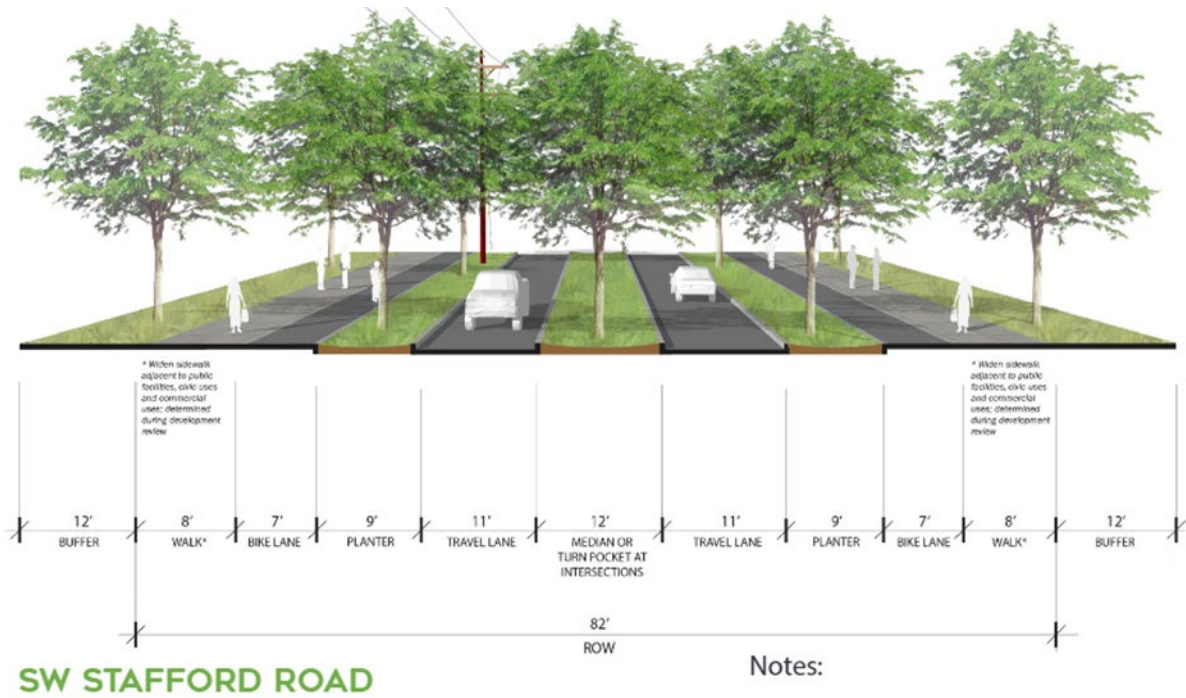 * Widen sidewalk
adjacent to public
facilities, civic uses
and commercial
uses; determined
during development
review
* Widen sidewalk
adjacent to public
facilities, civic uses
and commercial
uses; determined
during development
review
12' 8' 7' 9' 11' 12' 11' 9' 7' 8' 12'
BUFFER WALK* BIKE LANE PLANTER TRAVEL LANE MEDIAN OR TRAVEL LANE PLANTER BIKE LANE WALK* BUFFER
TURN POCKET AT
INTERSECTIONS
82'
ROW
SW STAFFORD ROAD
Notes: